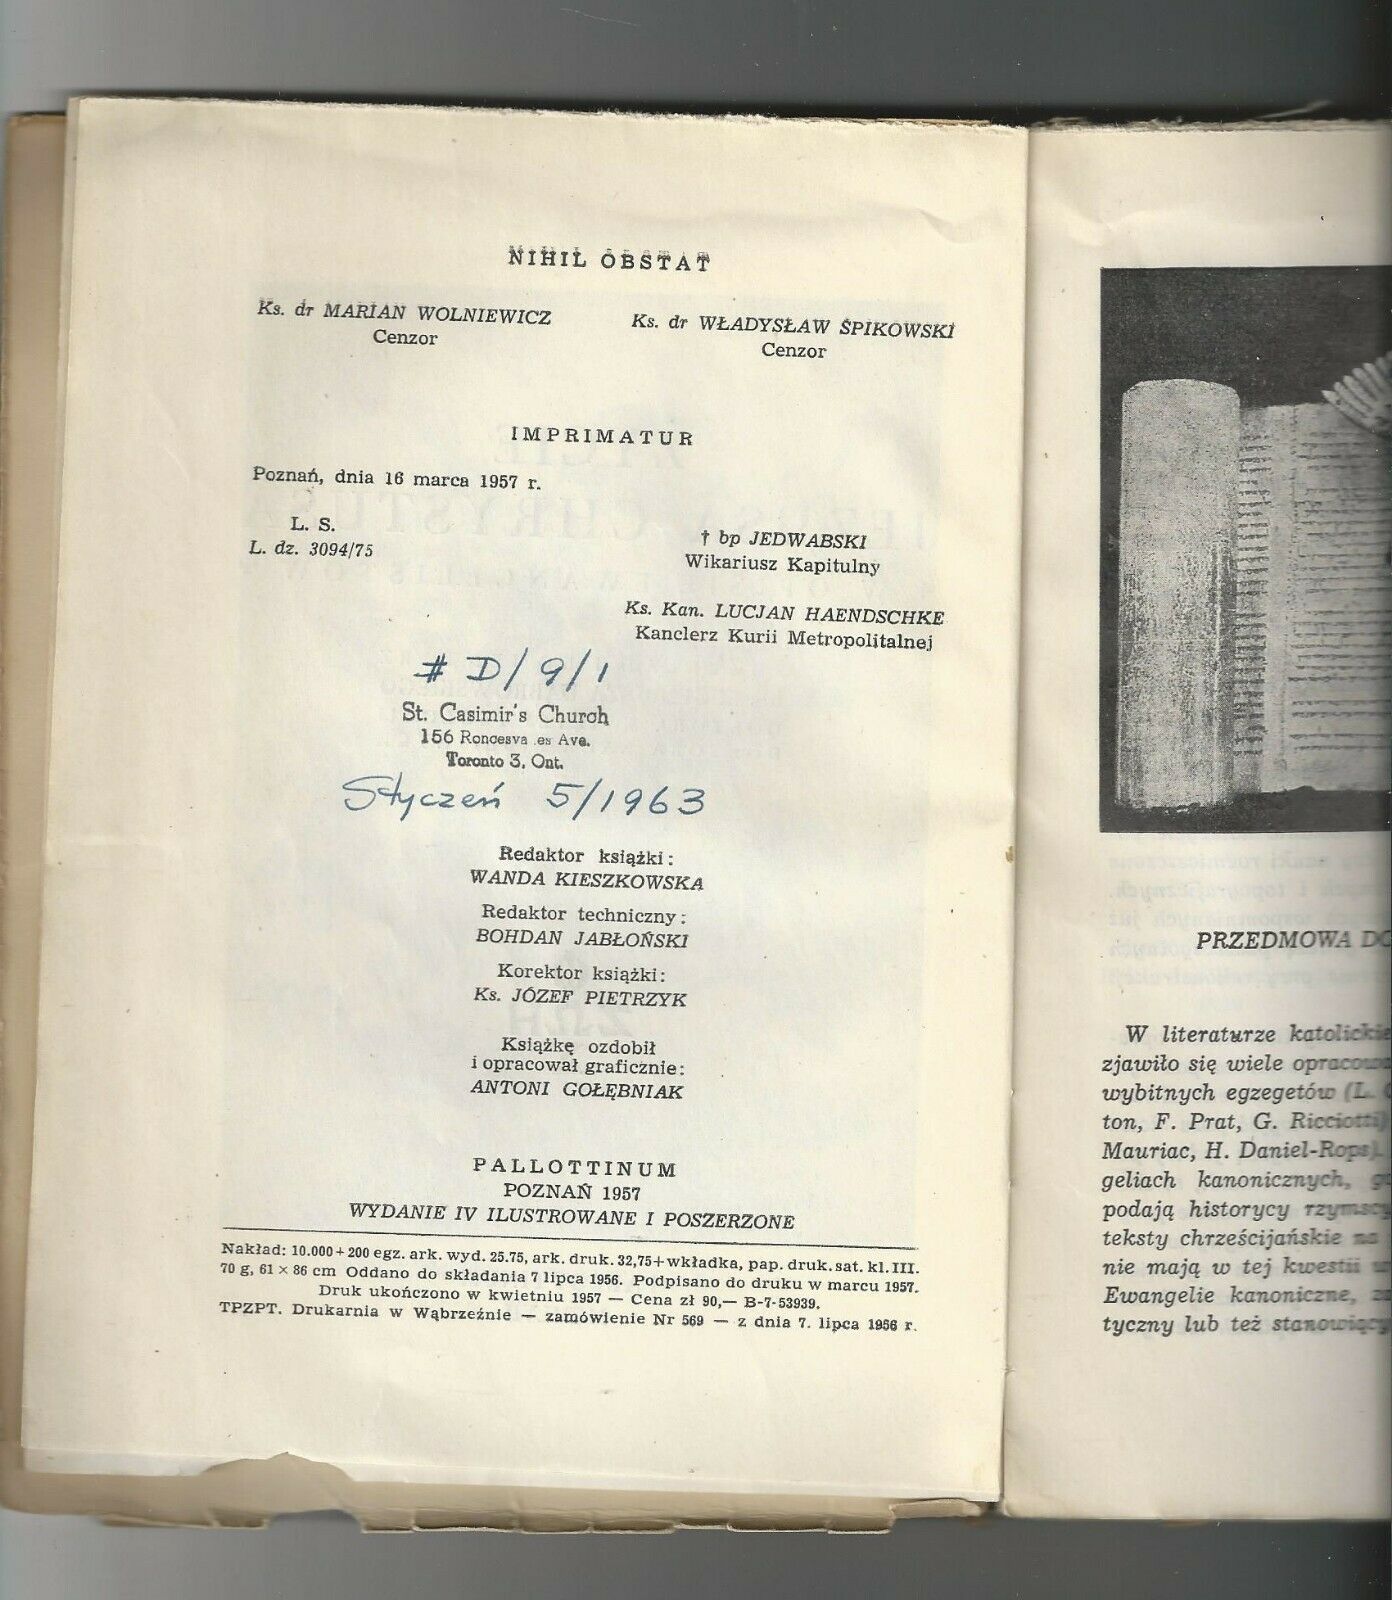 NIHIL OBSTAT
Ks. dr MARIAN WOLNIEWICZ
Cenzor
Ks. dr WŁADYSŁAW SPIKOWSKI
Cenzor
IMPRIMATUR
Poznań, dnia 16 marca 1957 r.
L. S.
L. dz. 3094/75
† bp JEDWABSKI
Wikariusz Kapitulny
Ks. Kan. LUCJAN HAENDSCHKE
Kanclerz Kurii Metropolitalnej
# D/9/1
St. Casimir's Church
156 Roncesva es Ave.
Toronto 3, Ont.
Styczeń 5/1963
Redaktor książki:
WANDA KIESZKOWSKA
Redaktor techniczny:
BOHDAN JABŁOŃSKI
Korektor książki:
Ks. JÓZEF PIETRZYK
Książkę ozdobił
i opracował graficznie:
ANTONI GOŁĘBNIAK
PALLOTTINUM
POZNAŃ 1957
WYDANIE IV ILUSTROWANE I POSZERZONE
Nakład: 10.000 + 200 egz. ark. wyd. 25.75, ark. druk. 32,75 + wkładka, pap. druk. sat. kl. III.
70 g, 61 × 86 cm Oddano do składania 7 lipca 1956. Podpisano do druku w marcu 1957.
Druk ukończono w kwietniu 1957 — Cena zł 90,— B-7-53939.
TPZPT. Drukarnia w Wąbrzeźnie — zamówienie Nr 569 — z dnia 7. lipca 1956 r.
PRZEDMOWA DO
W literaturze katolickie
zjawiło się wiele opracowa
wybitnych egzegetów (L.
ton, F. Prat, G. Ricciotti)
Mauriac, H. Daniel-Rops).
geliach kanonicznych,
podają historycy rzymscy
teksty chrześcijańskie na
nie mają w tej kwestii
Ewangelie kanoniczne,
tyczny lub też stanowiący